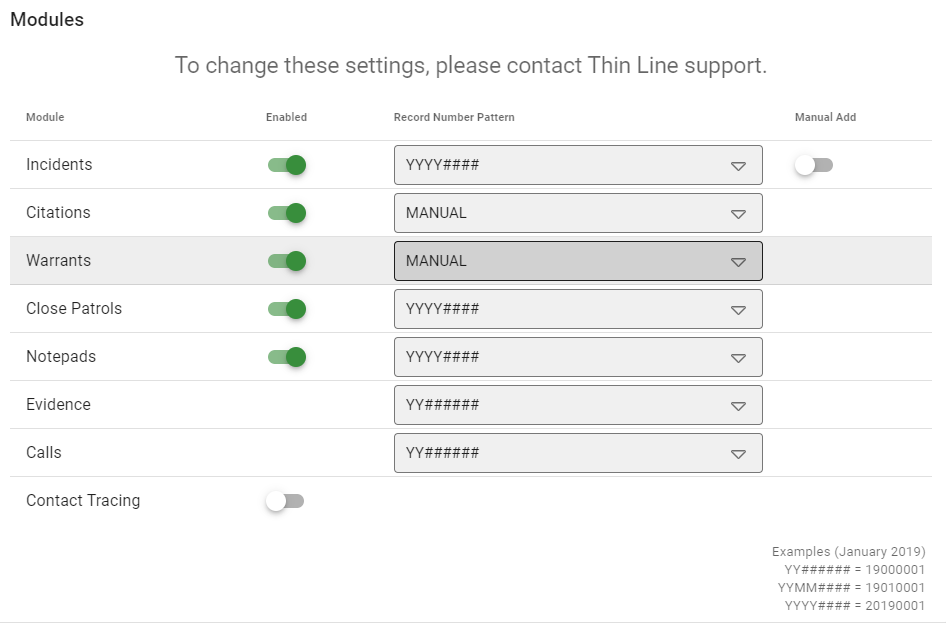 Modules
To change these settings, please contact Thin Line support.
Module Enabled Record Number Pattern Manual Add
Incidents YYYY####
Citations MANUAL
Warrants MANUAL
Close Patrols YYYY####
Notepads YYYY####
Evidence YY######
Calls YY######
Contact Tracing
Examples (January 2019)
YY###### = 19000001
YYMM#### = 19010001
YYYY#### = 20190001